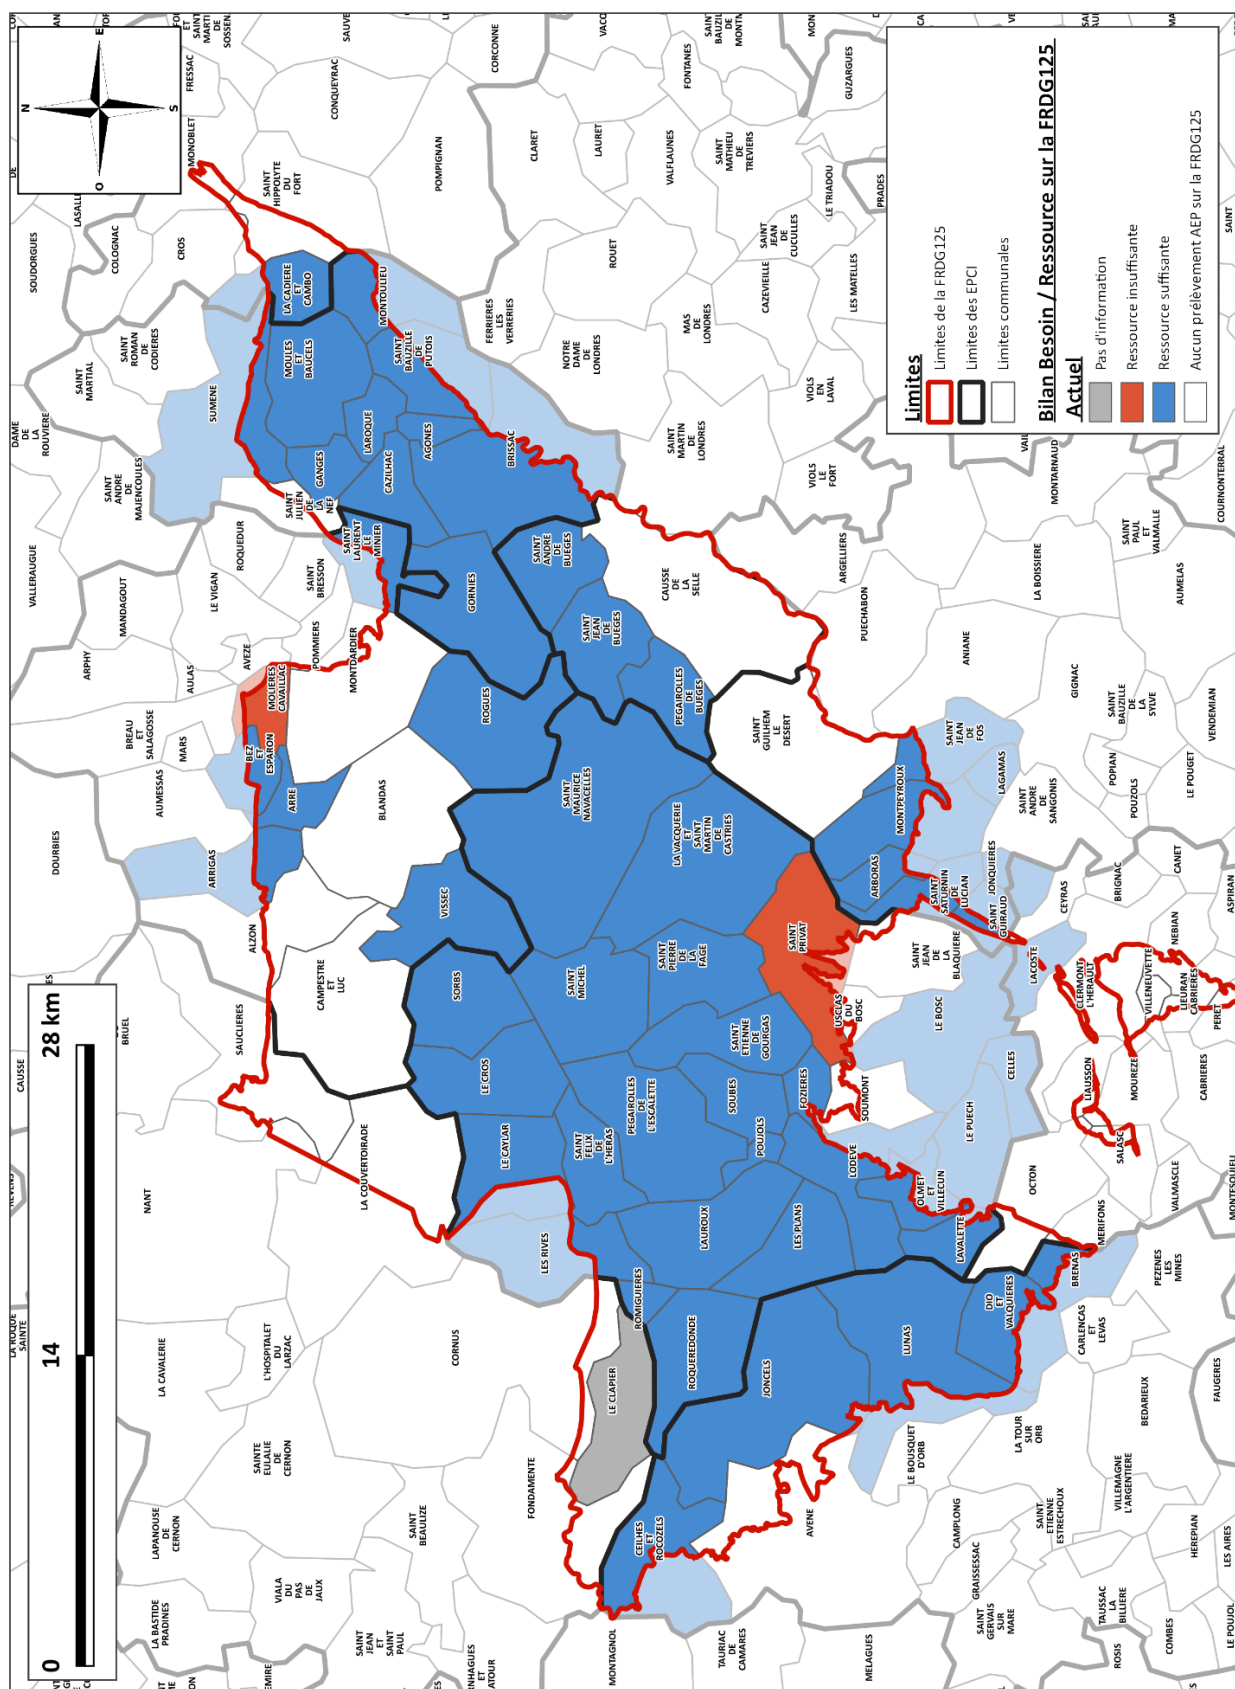 0
14
28 km
N
E
S
O
Limites
Limites de la FRDG125
Limites des EPCI
Limites communales
Bilan Besoin / Ressource sur la FRDG125
Actuel
Pas d'information
Ressource insuffisante
Ressource suffisante
Aucun prélèvement AEP sur la FRDG125
LA ROQUE
SAINTE
CAUSSE
BRUEL
NANT
SAUCLIERES
DOURBIES
ALZON
ARRIGAS
AUMESSAS
BREAU
ET
SALAGOSSE
MARS
AULAS
ARPHY
MANDAGOUT
VALLERAUGUE
LE VIGAN
ROQUEDUR
AVEZE
POMMIERS
SAINT
BRESSON
MONTDARDIER
MOLIERES
CAVAILLAC
BEZ
ET
ESPARON
ARRE
BLANDAS
ROGUES
VISSEC
CAMPESTRE
ET
LUC
SAINT
ANDRE
DE
MAJENCOULES
DAME
DE
LA
ROUVIERE
SAINT
MARTIAL
SAINT
ROMAN
DE
CODIERES
SUMENE
SOUDORGUES
COLOGNAC
LASALLE
CROS
MONOBLET
FRESSAC
SAINT
HIPPOLYTE
DU
FORT
CONQUEYRAC
POMPIGNAN
CORCONNE
LA CADIERE
ET
CAMBO
MOULES
ET
BAUCELS
MONTOULIEU
SAINT
BAUZILLE
DE
PUTOIS
LAROQUE
GANGES
CAZILHAC
AGONES
BRISSAC
SAINT
JULIEN
DE
LA
NEF
SAINT
LAURENT
LE
MINIER
GORNIES
SAINT
ANDRE
DE
BUEGES
SAINT
JEAN
DE
BUEGES
PEGAIROLLES
DE
BUEGES
CAUSSE
DE
LA
SELLE
SAINT
GUILHEM
LE
DESERT
FERRIERES
LES
VERRERIES
NOTRE
DAME
DE
LONDRES
ROUET
MAS
DE
LONDRES
SAINT
MARTIN
DE
LONDRES
CLARET
LAURET
VALFLAUNES
FONTANES
SAINT
MATHIEU
DE
TREVIERS
SAINT
JEAN
DE
CUCULLES
CAZEVIEILLE
LE TRIADOU
LES MATELLES
PRADES
GUZARGUES
VIOLS
EN
LAVAL
VIOLS
LE
FORT
ARGELLIERS
PUECHABON
LA BOISSIERE
MONTARNAUD
COURNONTERRAL
SAINT
PAUL
ET
VALMALLE
AUMELAS
ANIANE
GIGNAC
SAINT
BAUZILLE
DE
LA
SYLVE
VENDEMIAN
POPIAN
POUZOLS
LE POUGET
SAINT
JEAN
DE
FOS
LAGAMAS
SAINT
ANDRE
DE
SANGONIS
MONTPEYROUX
ARBORAS
SAINT
SATURNIN
DE
LUCIAN
JONQUIERES
SAINT
GUIRAUD
CEYRAS
BRIGNAC
CANET
ASPIRAN
NEBIAN
LACOSTE
CLERMONT
L'HERAULT
VILLENEUVETTE
LIEURAN
CABRIERES
PERET
LIAUSSON
MOUREZE
CABRIERES
SALASC
VALMASCLE
OCTON
MERIFONS
CELLES
LE PUECH
LE BOSC
SAINT
JEAN
DE
LA
BLAQUIERE
USCLAS
DU
BOSC
SAINT
PRIVAT
SOUMONT
FOZIERES
LODEVE
OLMET
ET
VILLECUN
LAVALETTE
LES PLANS
POUJOLS
SOUBES
SAINT
ETIENNE
DE
GOURGAS
SAINT
PIERRE
DE
LA
FAGE
LA VACQUERIE
ET
SAINT
MARTIN
DE
CASTRIES
SAINT
MAURICE
NAVACELLES
SAINT
MICHEL
SORBS
LE CROS
LE CAYLAR
SAINT
FELIX
DE
L'HERAS
PEGAIROLLES
DE
L'ESCALETTE
LAUROUX
LES RIVES
LA COUVERTOIRADE
ROMIGUIERES
ROQUEREDONDE
LE CLAPIER
JONCELS
LUNAS
DIO
ET
VALQUIERES
BRENAS
CARLENCAS
ET
LEVAS
PEZENES
LES
MINES
MONTESQUIEU
FAUGERES
BEDARIEUX
LA TOUR
SUR
ORB
LE BOUSQUET
D'ORB
AVENE
CEILHES
ET
ROCOZELS
CAMPLONG
GRAISSESSAC
SAINT
ETIENNE
ESTRECHOUX
VILLEMAGNE
L'ARGENTIERE
HEREPIAN
LES AIRES
LE POUJOL
COMBES
TAUSSAC
LA
BILLIERE
ROSIS
SAINT
GERVAIS
SUR
MARE
MELAGUES
TAURIAC
DE
CAMARES
MONTAGNOL
FONDAMENTE
CORNUS
SAINT
BEAULIZE
SAINT
JEAN
ET
SAINT
PAUL
VIALA
DU
PAS
DE
JAUX
LA BASTIDE
PRADINES
LAPANOUSE
DE
CERNON
SAINTE
EULALIE
DE
CERNON
L'HOSPITALET
DU
LARZAC
LA CAVALERIE